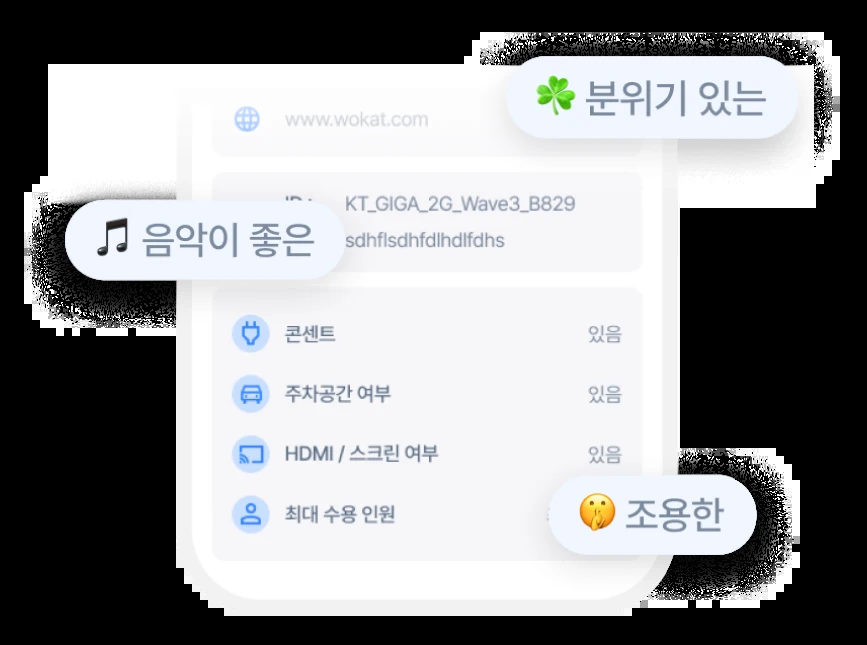 ☘️ 분위기 있는
www.wokat.com
KT_GIGA_2G_Wave3_B829
🎵 음악이 좋은
sdhflsdhfdlhdlfdhs
콘센트 있음
주차공간 여부 있음
HDMI / 스크린 여부 있음
최대 수용 인원
🤫 조용한